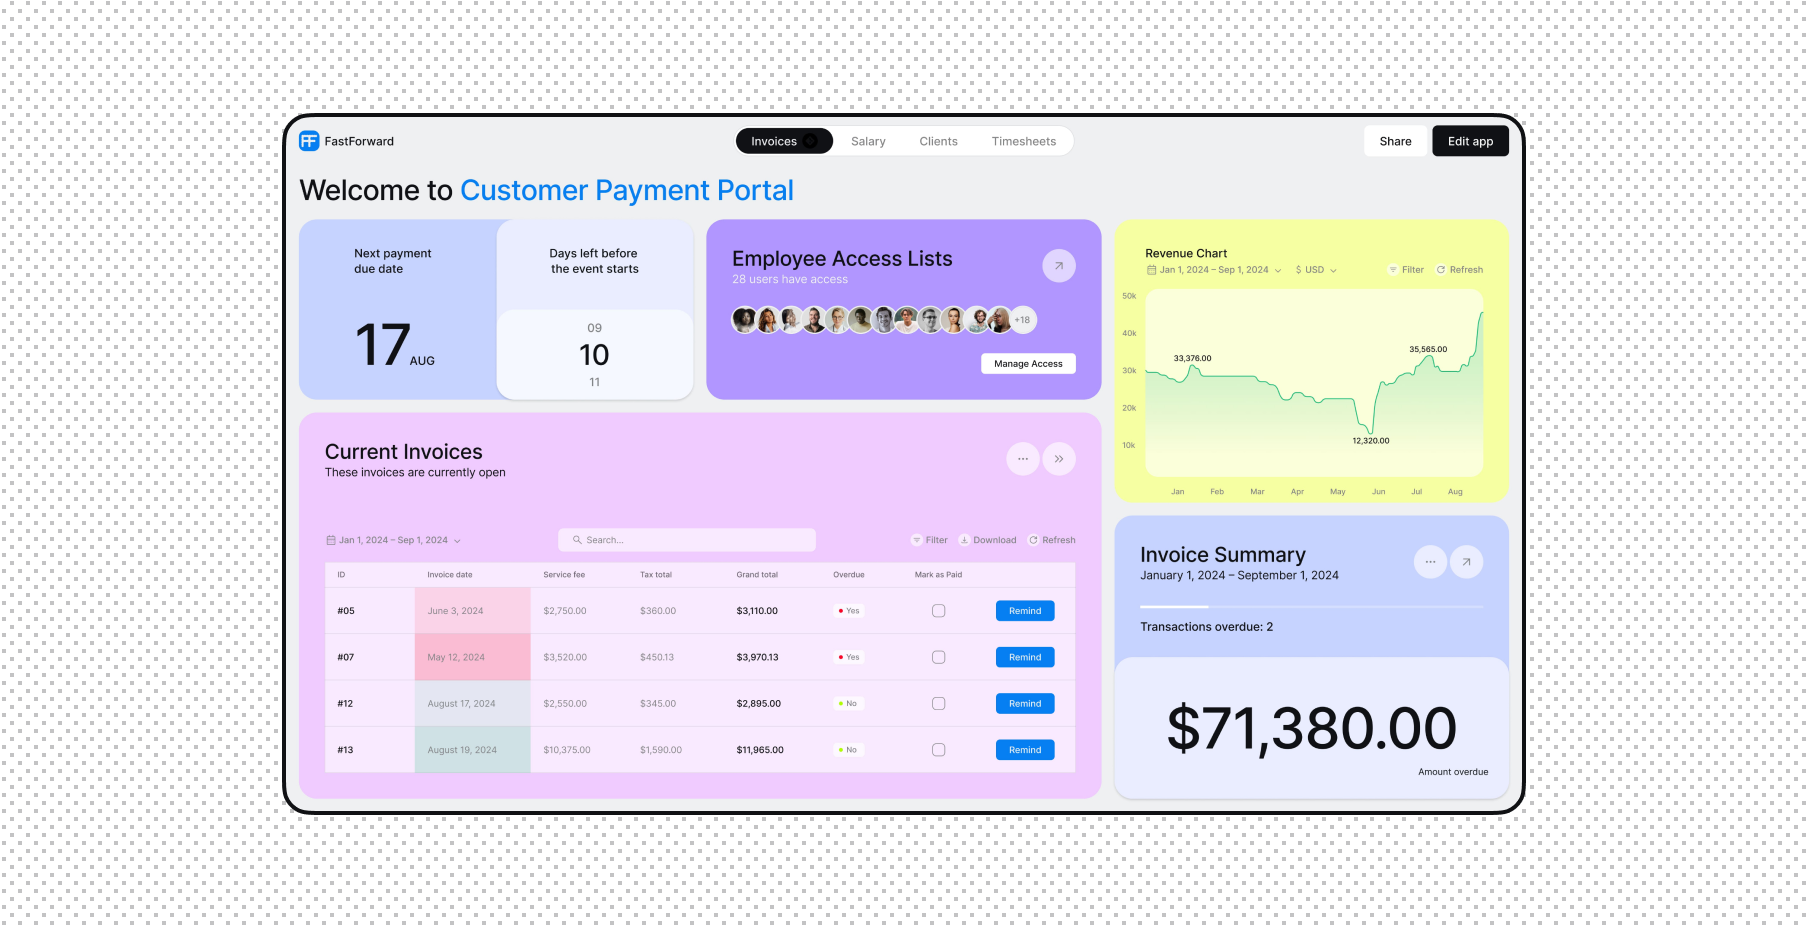 FastForward
Invoices
Salary
Clients
Timesheets
Share
Edit app
Welcome to Customer Payment Portal
Next payment
due date
17 AUG
Days left before
the event starts
09
10
11
Employee Access Lists
28 users have access
+18
Manage Access
Revenue Chart
Jan 1, 2024 – Sep 1, 2024
$ USD
Filter
Refresh
50k
40k
30k
20k
10k
33,376.00
35,565.00
12,320.00
Jan Feb Mar Apr May Jun Jul Aug
Current Invoices
These invoices are currently open
Jan 1, 2024 – Sep 1, 2024
Search...
Filter
Download
Refresh
ID Invoice date Service fee Tax total Grand total Overdue Mark as Paid
#05 June 3, 2024 $2,750.00 $360.00 $3,110.00 Yes Remind
#07 May 12, 2024 $3,520.00 $450.13 $3,970.13 Yes Remind
#12 August 17, 2024 $2,550.00 $345.00 $2,895.00 No Remind
#13 August 19, 2024 $10,375.00 $1,590.00 $11,965.00 No Remind
Invoice Summary
January 1, 2024 – September 1, 2024
Transactions overdue: 2
$71,380.00
Amount overdue